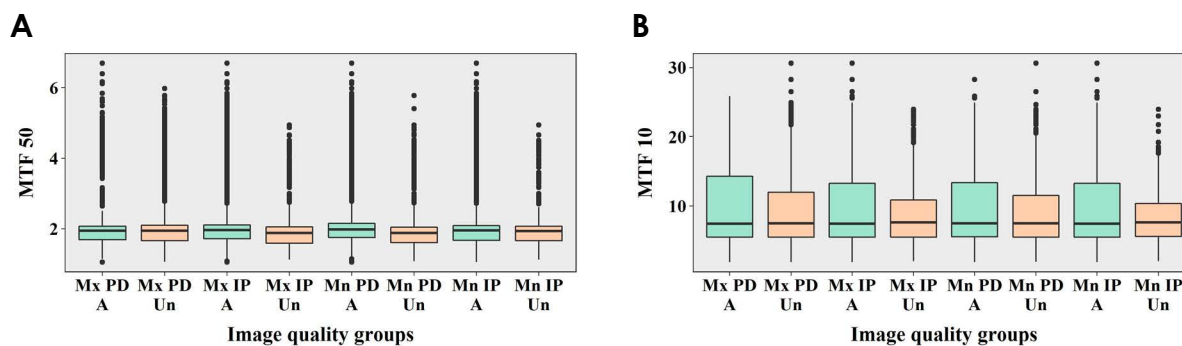 A
MTF 50
6
4
2
Mx PD Mx PD Mx IP Mx IP Mn PD Mn PD Mn IP Mn IP
A Un A Un A Un A Un
Image quality groups
B
MTF 10
30
20
10
Mx PD Mx PD Mx IP Mx IP Mn PD Mn PD Mn IP Mn IP
A Un A Un A Un A Un
Image quality groups